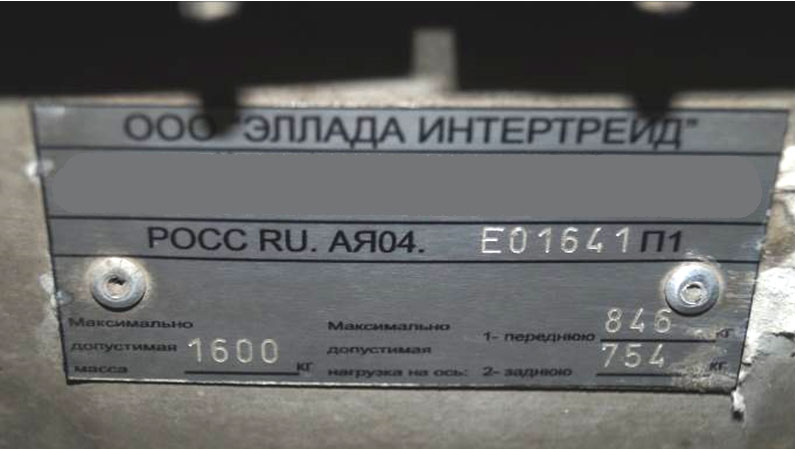 ООО "ЭЛЛАДА ИНТЕРТРЕЙД"
РОСС RU. АЯ04. E01641П1
Максимально допустимая масса 1600 кг
Максимально допустимая нагрузка на ось:
1- переднюю 846 кг
2- заднюю 754 кг